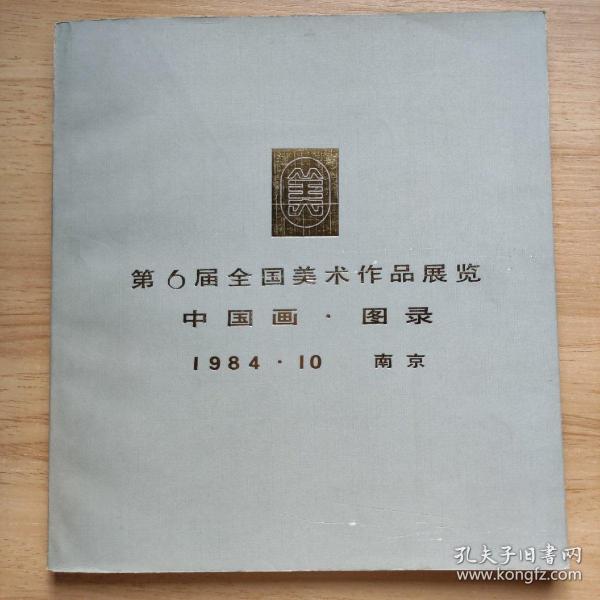 美
第6届全国美术作品展览
中国画·图录
1984·10 南京
孔夫子旧书网
www.kongfz.com